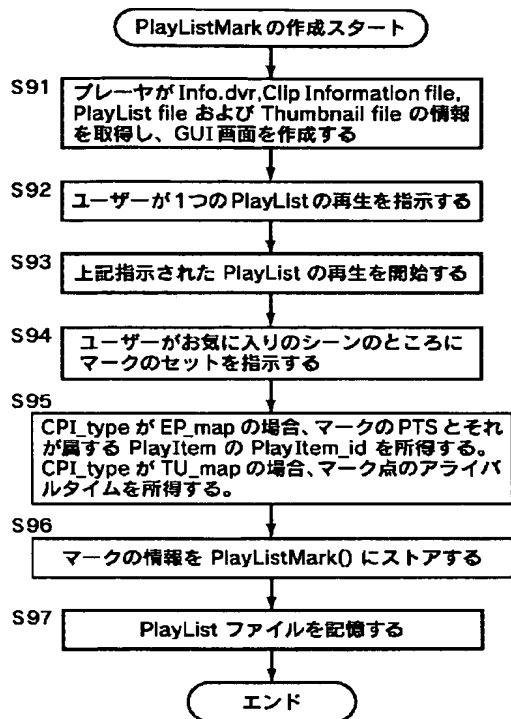 PlayListMark の作成スタート
S91
プレーヤが Info.dvr,Clip Information file,
PlayList file および Thumbnail file の情報
を取得し、GUI 画面を作成する
S92
ユーザーが1つの PlayList の再生を指示する
S93
上記指示された PlayList の再生を開始する
S94
ユーザーがお気に入りのシーンのところに
マークのセットを指示する
S95
CPI_type が EP_map の場合、マークの PTS とそれ
が属する PlayItem の PlayItem_id を所得する。
CPI_type が TU_map の場合、マーク点のアライバ
ルタイムを所得する。
S96
マークの情報を PlayListMark() にストアする
S97
PlayList ファイルを記憶する
エンド